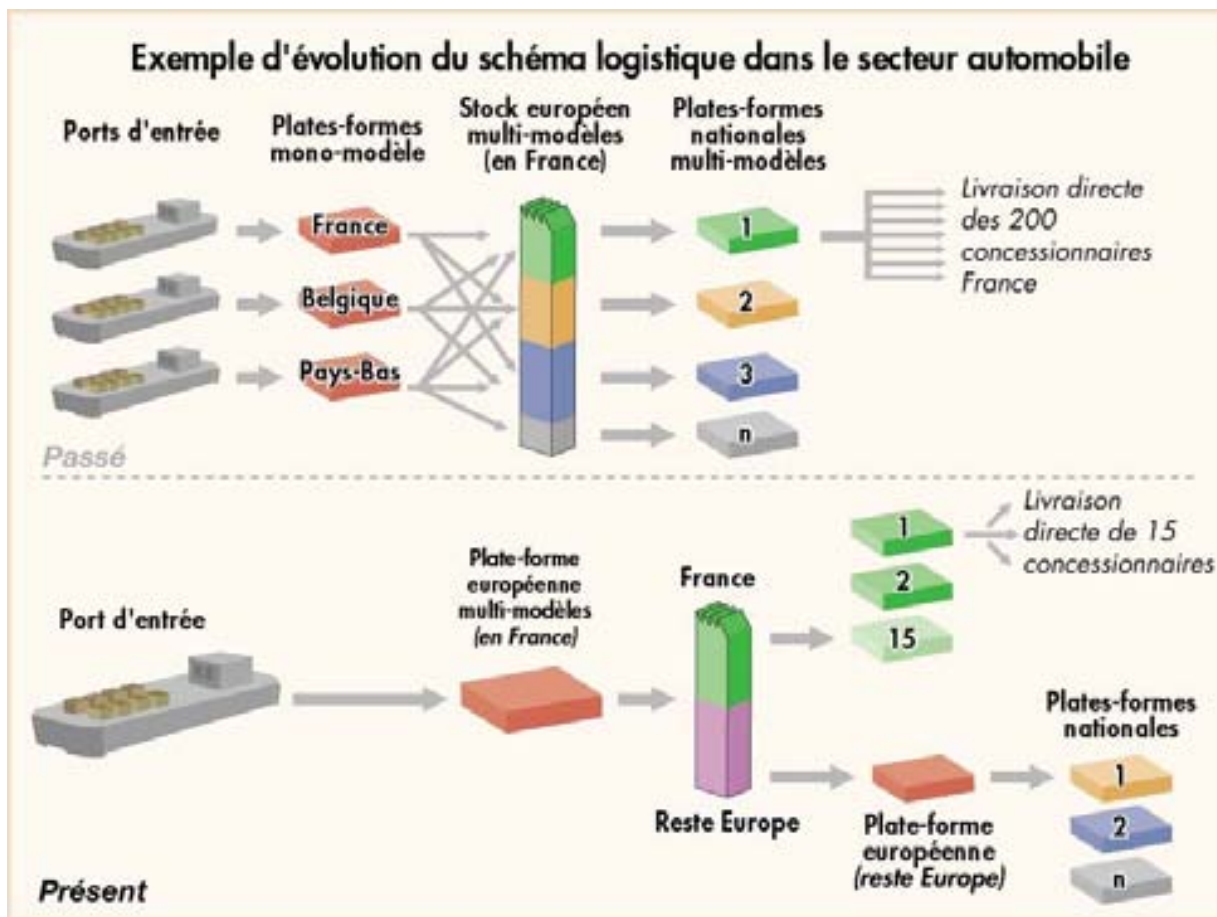 Exemple d'évolution du schéma logistique dans le secteur automobile
Ports d'entrée
Plates-formes
mono-modèle
Stock européen
multi-modèles
(en France)
Plates-formes
nationales
multi-modèles
France
Belgique
Pays-Bas
1
2
3
n
Livraison directe
des 200
concessionnaires
France
Passé
Port d'entrée
Plate-forme
européenne
multi-modèles
(en France)
France
Reste Europe
1
2
15
Livraison
directe de 15
concessionnaires
Plate-forme
européenne
(reste Europe)
Plates-formes
nationales
1
2
n
Présent